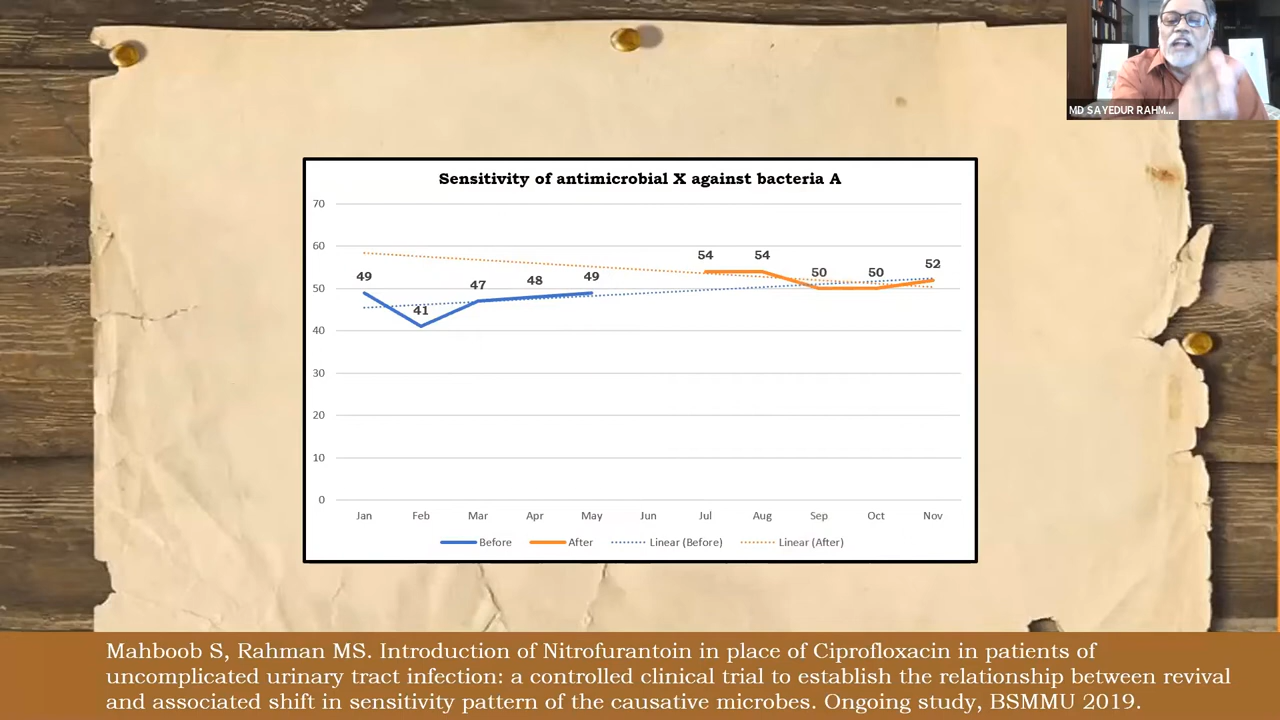 MD SAYEDUR RAHM...
Sensitivity of antimicrobial X against bacteria A
70
60
50
40
30
20
10
0
49
41
47
48
49
54
54
50
50
52
Jan Feb Mar Apr May Jun Jul Aug Sep Oct Nov
Before After Linear (Before) Linear (After)
Mahboob S, Rahman MS. Introduction of Nitrofurantoin in place of Ciprofloxacin in patients of
uncomplicated urinary tract infection: a controlled clinical trial to establish the relationship between revival
and associated shift in sensitivity pattern of the causative microbes. Ongoing study, BSMMU 2019.